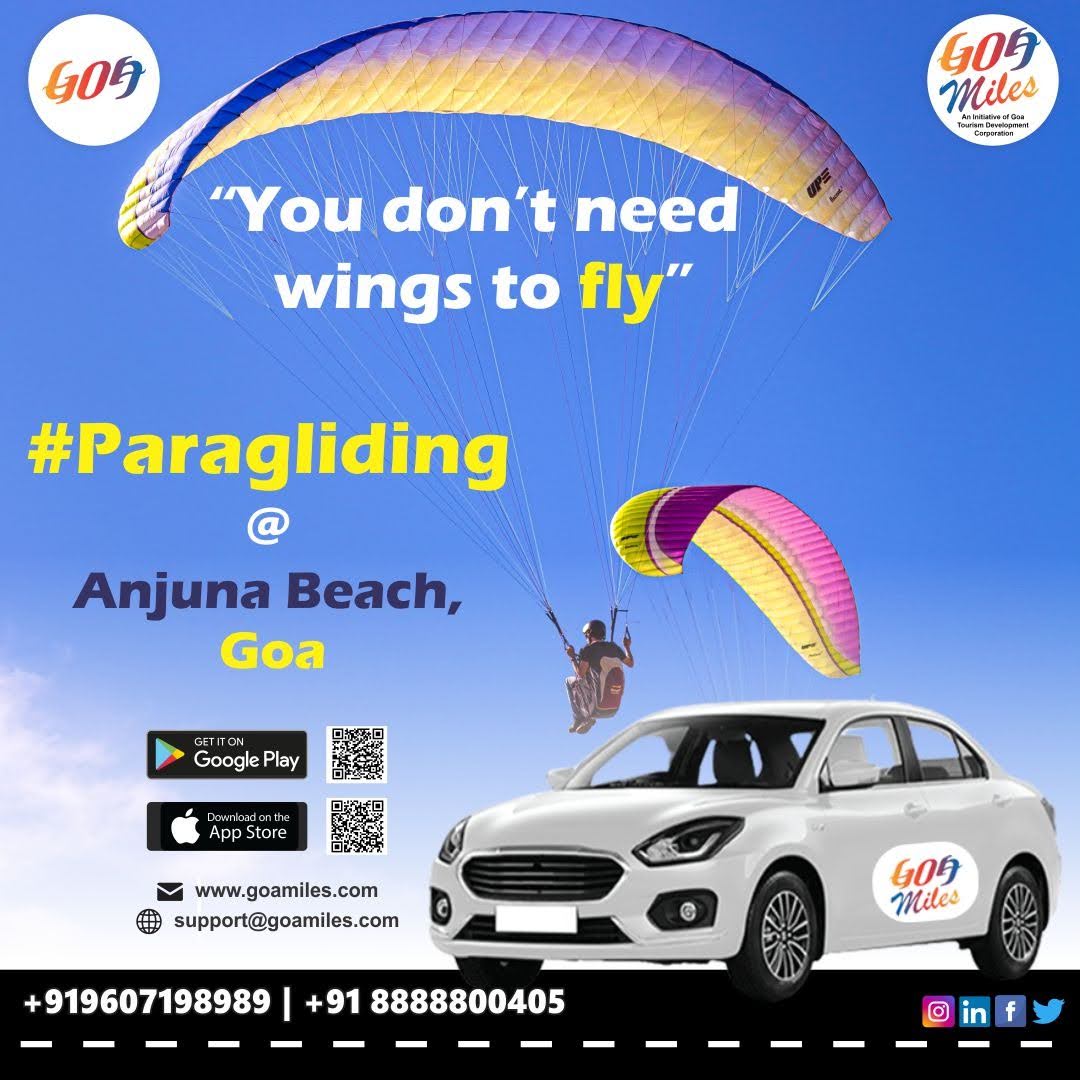 GOA
GOA
Miles
An Initiative of Goa
Tourism Development
Corporation
UP
“You don’t need
wings to fly”
#Paragliding
@
Anjuna Beach,
Goa
GET IT ON
Google Play
Download on the
App Store
www.goamiles.com
support@goamiles.com
GOA
Miles
+919607198989 | +91 8888800405